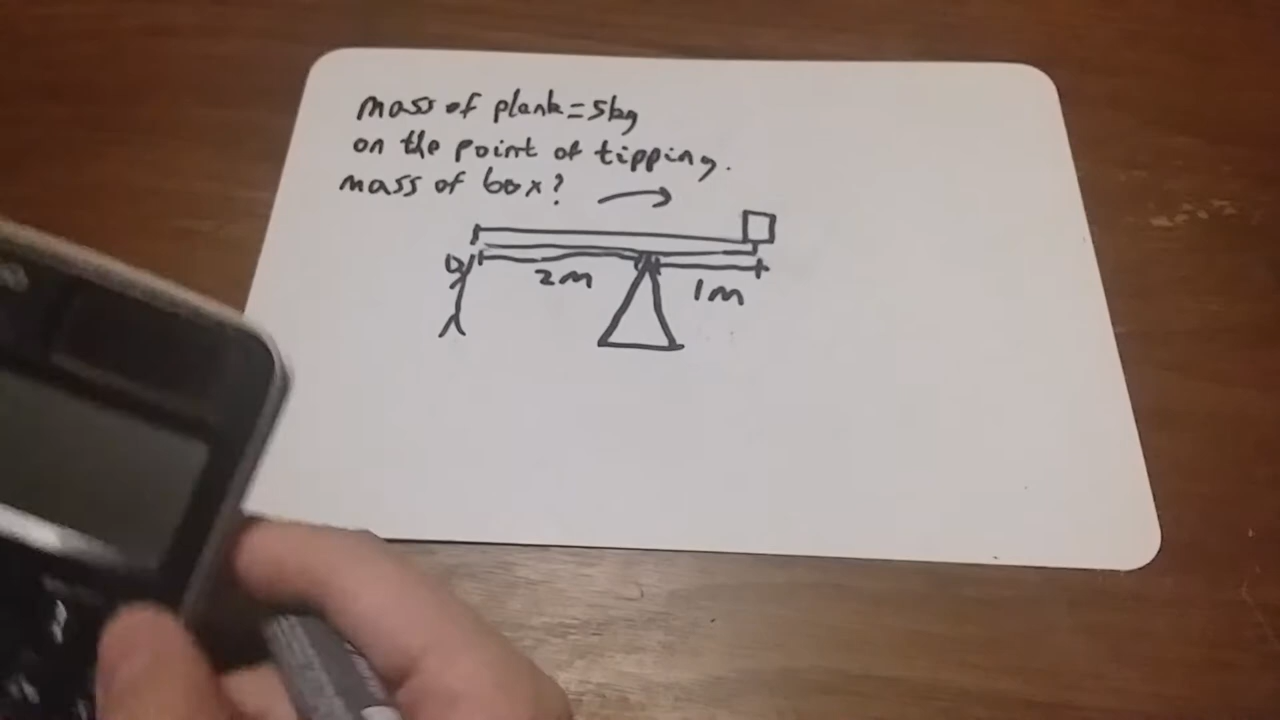 mass of plank=5kg
on the point of tipping.
mass of box?
2m
1m